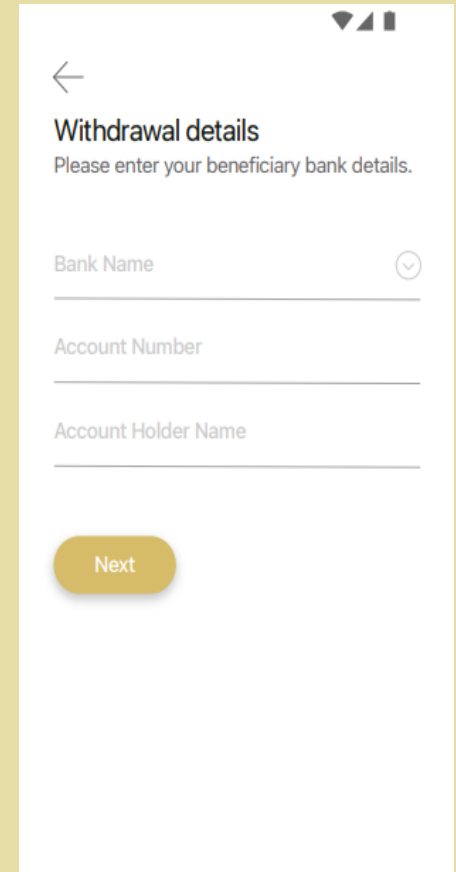 Withdrawal details
Please enter your beneficiary bank details.
Bank Name
Account Number
Account Holder Name
Next